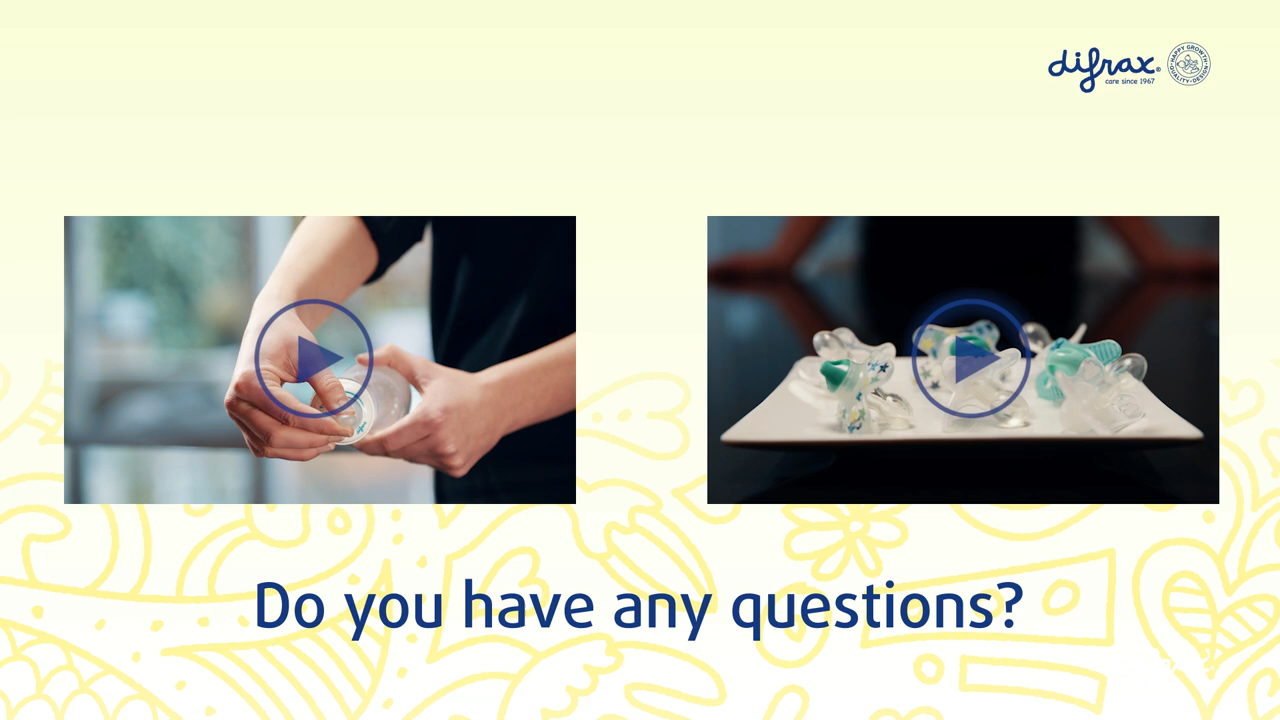 difrax®
care since 1967
HAPPY GROWTH • DESIGN • QUALITY •
Do you have any questions?